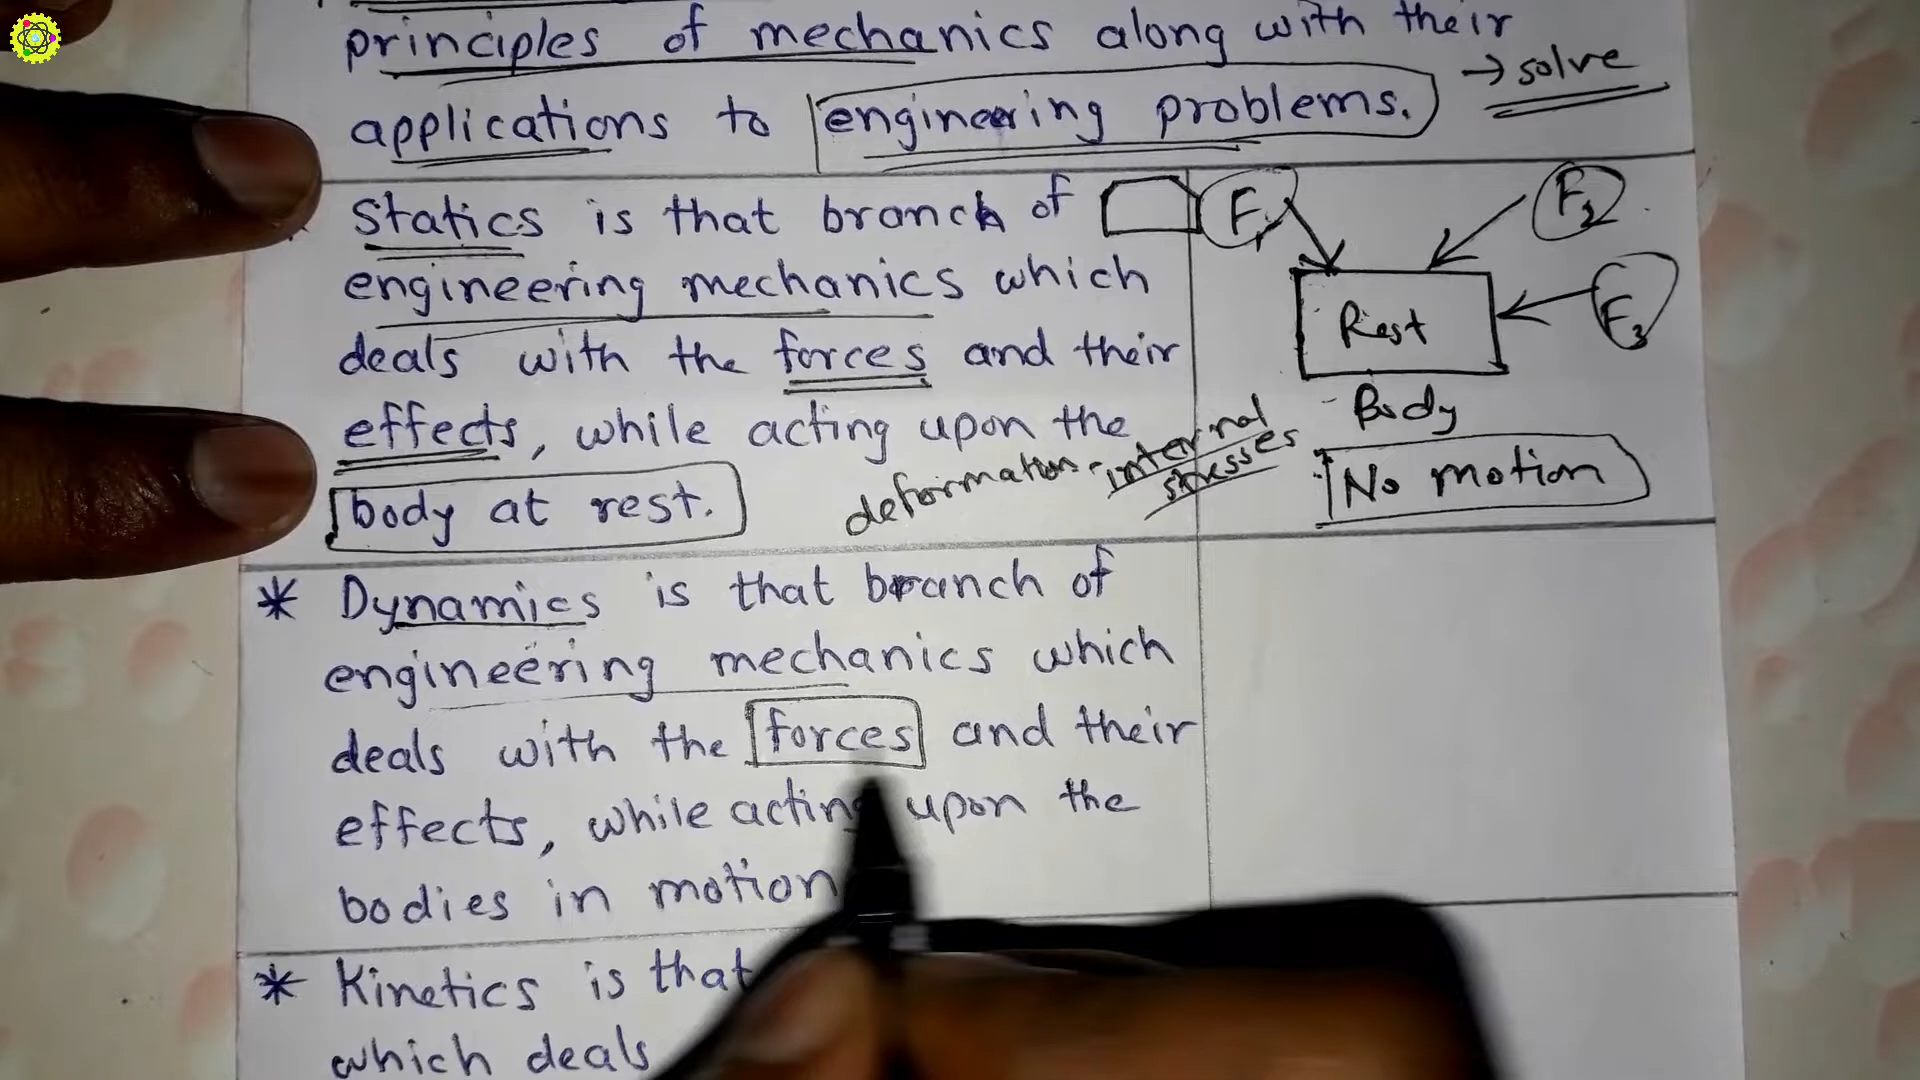 principles of mechanics along with their
applications to engineering problems. → solve
Statics is that branch of
engineering mechanics which
deals with the forces and their
effects, while acting upon the
body at rest.
F1
F2
F3
Rest
Body
No motion
deformation - internal
stresses
* Dynamics is that branch of
engineering mechanics which
deals with the forces and their
effects, while acting upon the
bodies in motion
* Kinetics is that
which deals